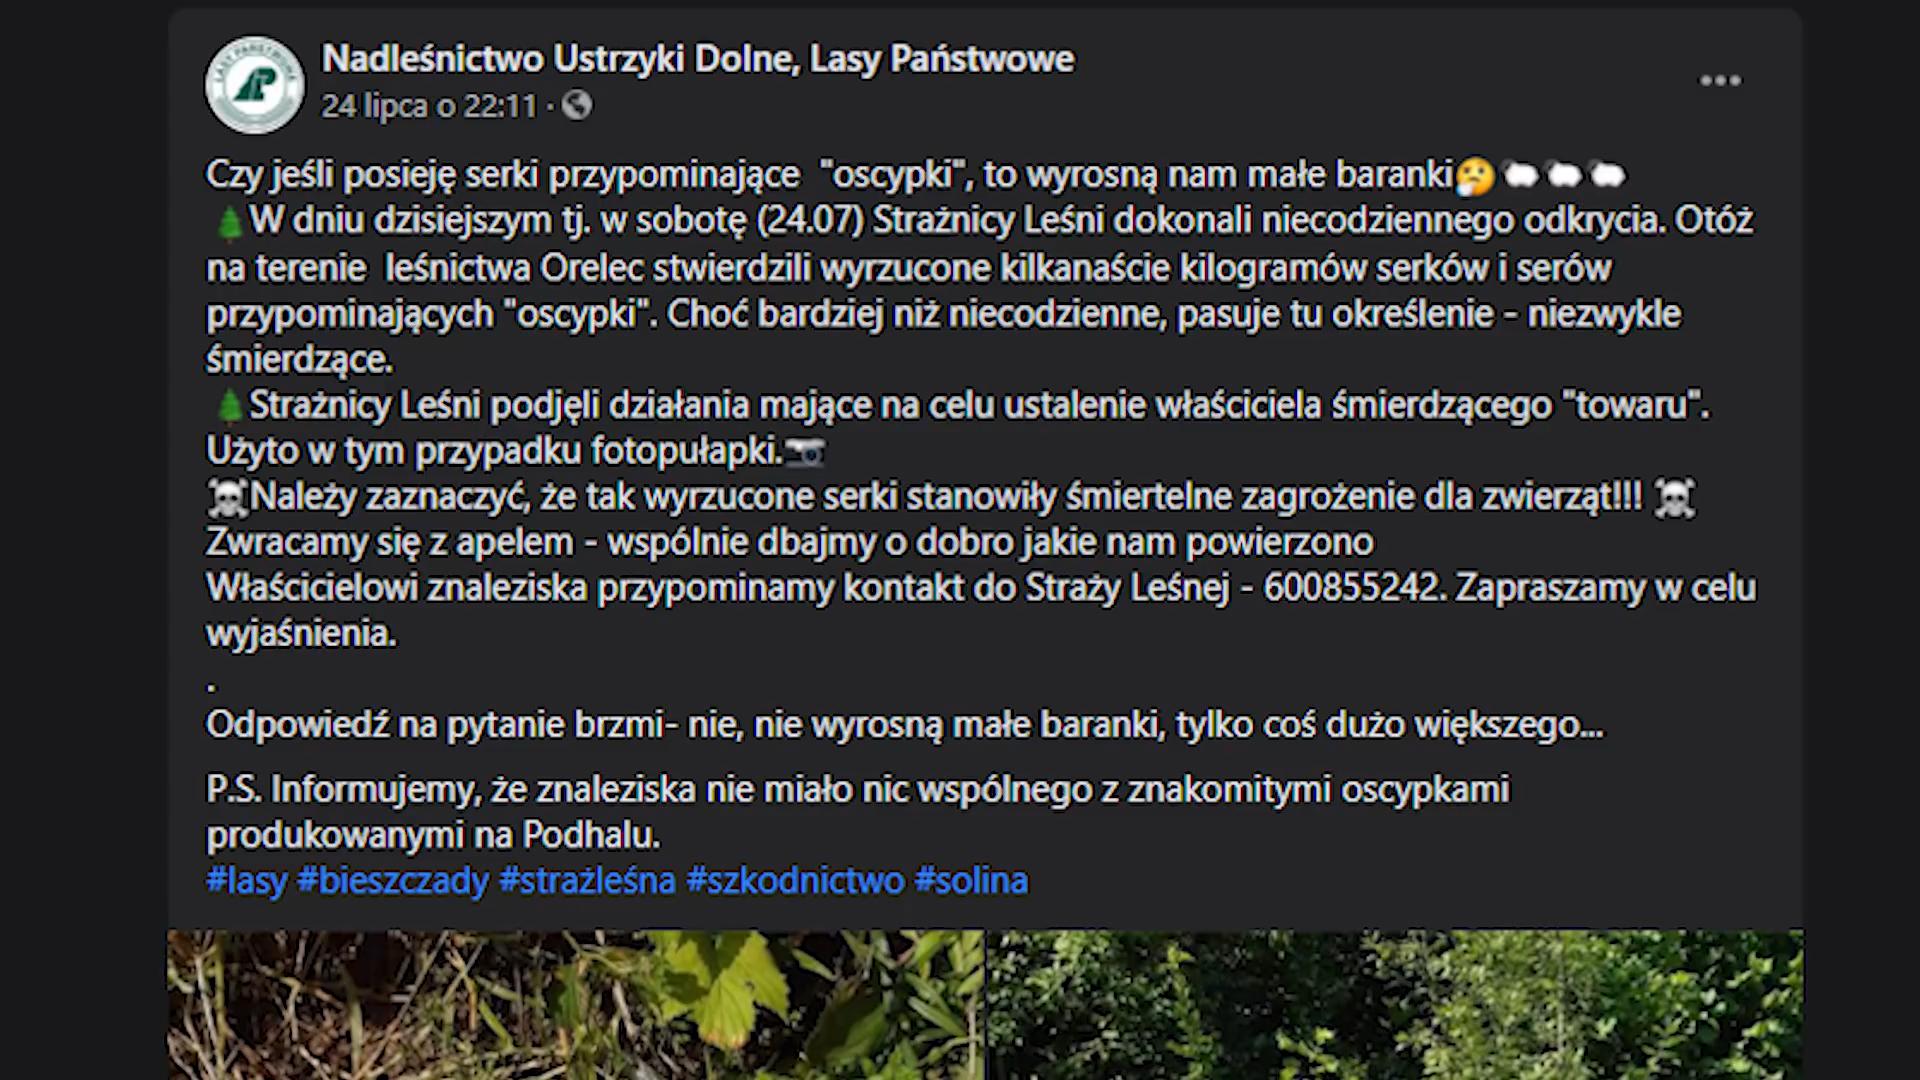 Nadleśnictwo Ustrzyki Dolne, Lasy Państwowe
24 lipca o 22:11 ·
Czy jeśli posieję serki przypominające "oscypki", to wyrosną nam małe baranki🤔🐑🐑🐑
🌲W dniu dzisiejszym tj. w sobotę (24.07) Strażnicy Leśni dokonali niecodziennego odkrycia. Otóż
na terenie leśnictwa Orelec stwierdzili wyrzucone kilkanaście kilogramów serków i serów
przypominających "oscypki". Choć bardziej niż niecodzienne, pasuje tu określenie - niezwykle
śmierdzące.
🌲Strażnicy Leśni podjęli działania mające na celu ustalenie właściciela śmierdzącego "towaru".
Użyto w tym przypadku fotopułapki.📷
☠Należy zaznaczyć, że tak wyrzucone serki stanowiły śmiertelne zagrożenie dla zwierząt!!! ☠
Zwracamy się z apelem - wspólnie dbajmy o dobro jakie nam powierzono
Właścicielowi znaleziska przypominamy kontakt do Straży Leśnej - 600855242. Zapraszamy w celu
wyjaśnienia.
.
Odpowiedź na pytanie brzmi- nie, nie wyrosną małe baranki, tylko coś dużo większego...
P.S. Informujemy, że znaleziska nie miało nic wspólnego z znakomitymi oscypkami
produkowanymi na Podhalu.
#lasy #bieszczady #strażleśna #szkodnictwo #solina